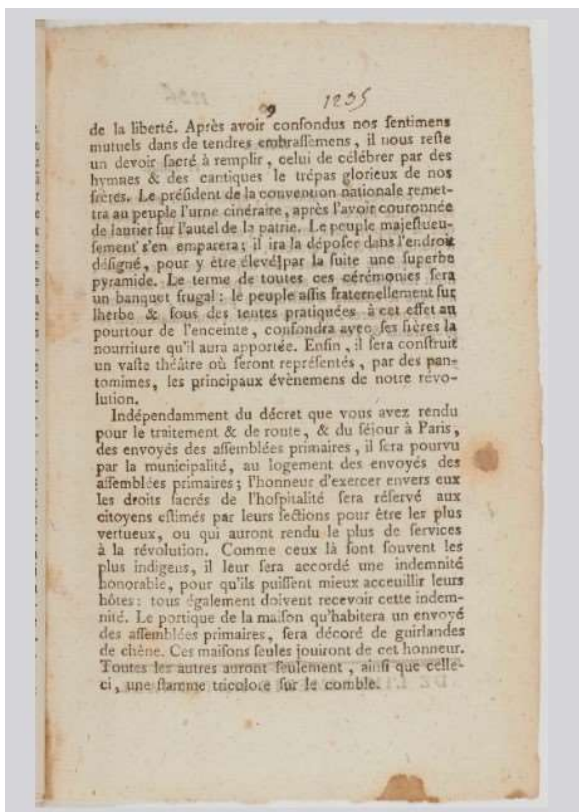 9 1235
de la liberté. Après avoir confondus nos ſentimens
mutuels dans de tendres embraſſemens, il nous reſte
un devoir ſacré à remplir, celui de célébrer par des
hymnes & des cantiques le trépas glorieux de nos
frères. Le préſident de la convention nationale remet-
tra au peuple l'urne cinéraire, après l'avoir couronnée
de laurier ſur l'autel de la patrie. Le peuple majeſtueu-
ſement s'en emparera; il ira la dépoſer dans l'endroit
déſigné, pour y être élevé par la ſuite une ſuperbe
pyramide. Le terme de toutes ces cérémonies ſera
un banquet frugal : le peuple aſſis fraternellement ſur
lherbe & ſous des tentes pratiquées à cet effet au
pourtour de l'enceinte, confondra avec ſes frères la
nourriture qu'il aura apportée. Enfin, il ſera conſtruit
un vaſte théâtre où ſeront repréſentés, par des pan-
tomimes, les principaux évènemens de notre révo-
lution.
Indépendamment du décret que vous avez rendu
pour le traitement & de route, & du ſéjour à Paris,
des envoyés des aſſemblées primaires, il ſera pourvu
par la municipalité, au logement des envoyés des
aſſemblées primaires; l'honneur d'exercer envers eux
les droits ſacrés de l'hoſpitalité ſera réſervé aux
citoyens eſtimés par leurs ſections pour être les plus
vertueux, ou qui auront rendu le plus de ſervices
à la révolution. Comme ceux là ſont ſouvent les
plus indigens, il leur ſera accordé une indemnité
honorable, pour qu'ils puiſſent mieux acceuillir leurs
hôtes: tous également doivent recevoir cette indem-
nité. Le portique de la maiſon qu'habitera un envoyé
des aſſemblées primaires, ſera décoré de guirlandes
de chêne. Ces maiſons ſeules jouiront de cet honneur.
Toutes les autres auront ſeulement, ainſi que celle-
ci, une flamme tricolore ſur le comble.